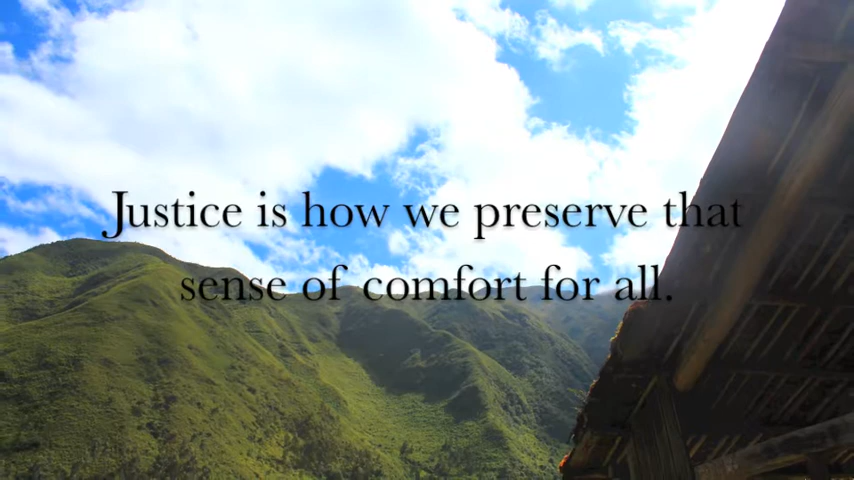 Justice is how we preserve that
sense of comfort for all.